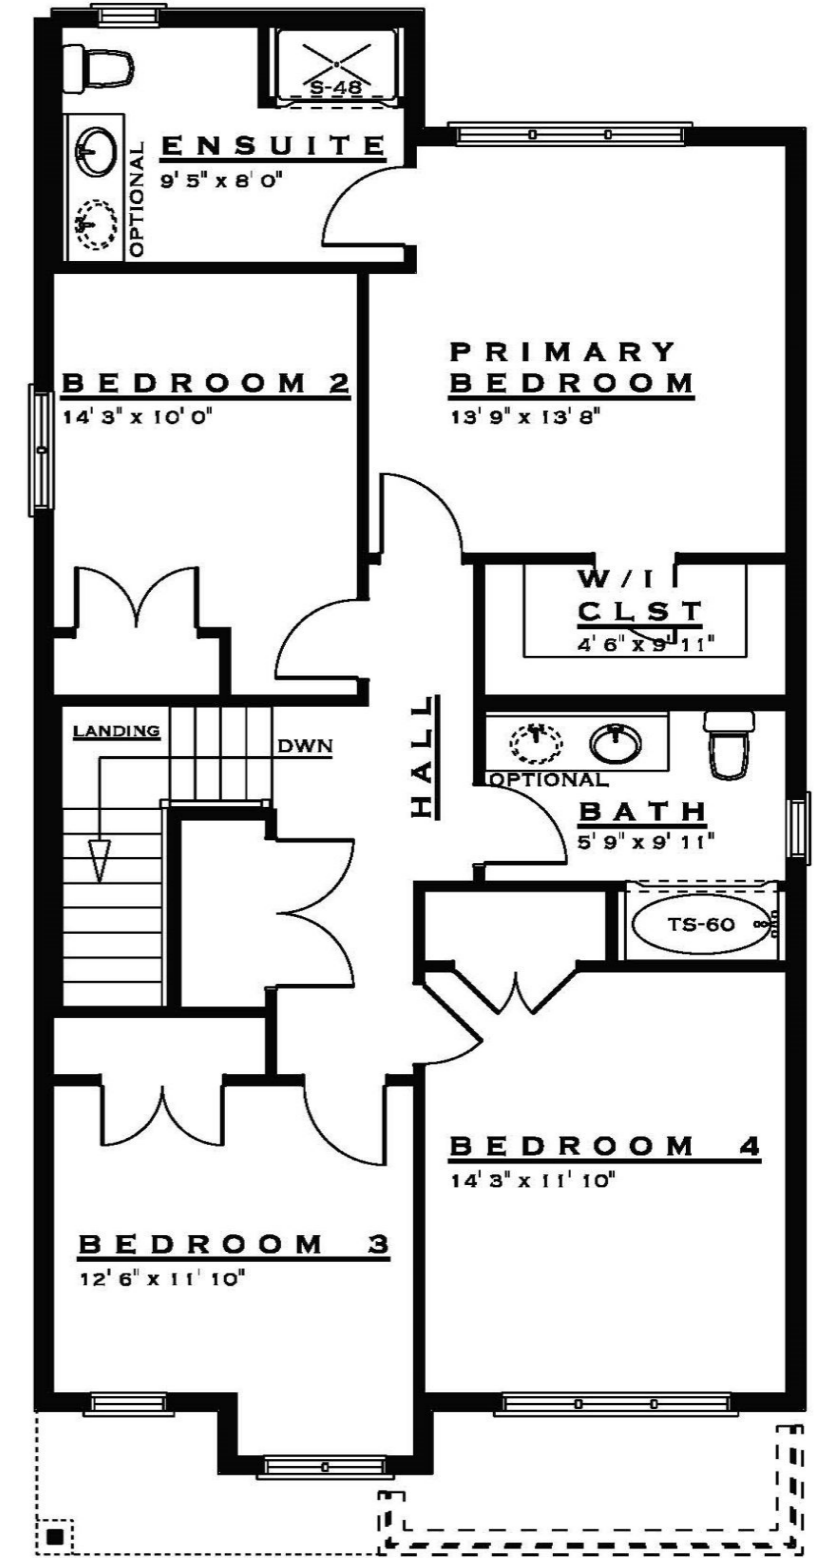 S-48
ENSUITE
9' 5" x 8' 0"
OPTIONAL
PRIMARY
BEDROOM
13' 9" x 13' 8"
BEDROOM 2
14' 3" x 10' 0"
W/I
CLST
4' 6" x 9' 11"
LANDING
DWN
HALL
OPTIONAL
BATH
5' 9" x 9' 11"
TS-60
BEDROOM 4
14' 3" x 11' 10"
BEDROOM 3
12' 6" x 11' 10"